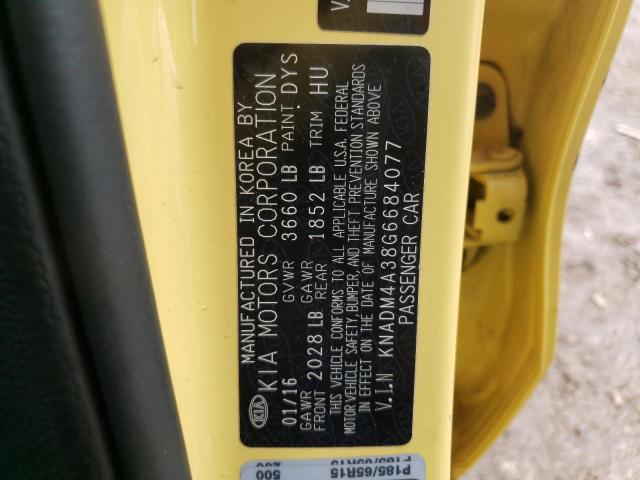 MANUFACTURED IN KOREA BY
KIA MOTORS CORPORATION
01/16 GVWR 3660 LB PAINT: DYS
GAWR FRONT 2028 LB GAWR REAR 1852 LB TRIM HU
THIS VEHICLE CONFORMS TO ALL APPLICABLE U.S.A. FEDERAL
MOTOR VEHICLE SAFETY, BUMPER, AND THEFT PREVENTION STANDARDS
IN EFFECT ON THE DATE OF MANUFACTURE SHOWN ABOVE
V.I.N KNADM4A38G6684077
PASSENGER CAR
KIA
P185/65R15